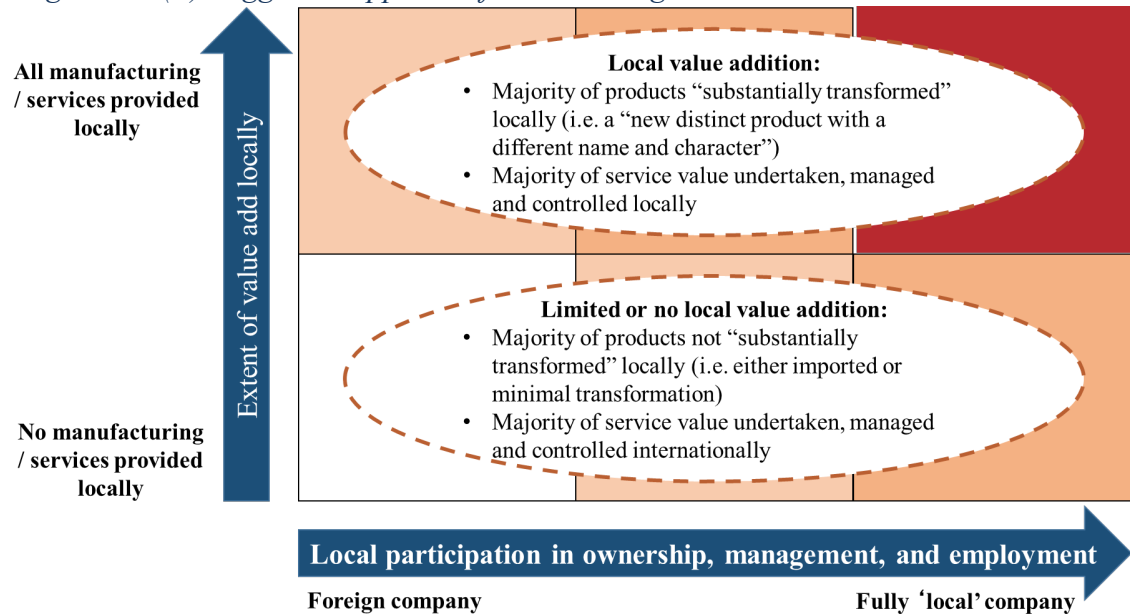 All manufacturing
/ services provided
locally
Extent of value add locally
No manufacturing
/ services provided
locally
Local value addition:
• Majority of products “substantially transformed”
locally (i.e. a “new distinct product with a
different name and character”)
• Majority of service value undertaken, managed
and controlled locally
Limited or no local value addition:
• Majority of products not “substantially
transformed” locally (i.e. either imported or
minimal transformation)
• Majority of service value undertaken, managed
and controlled internationally
Local participation in ownership, management, and employment
Foreign company
Fully ‘local’ company